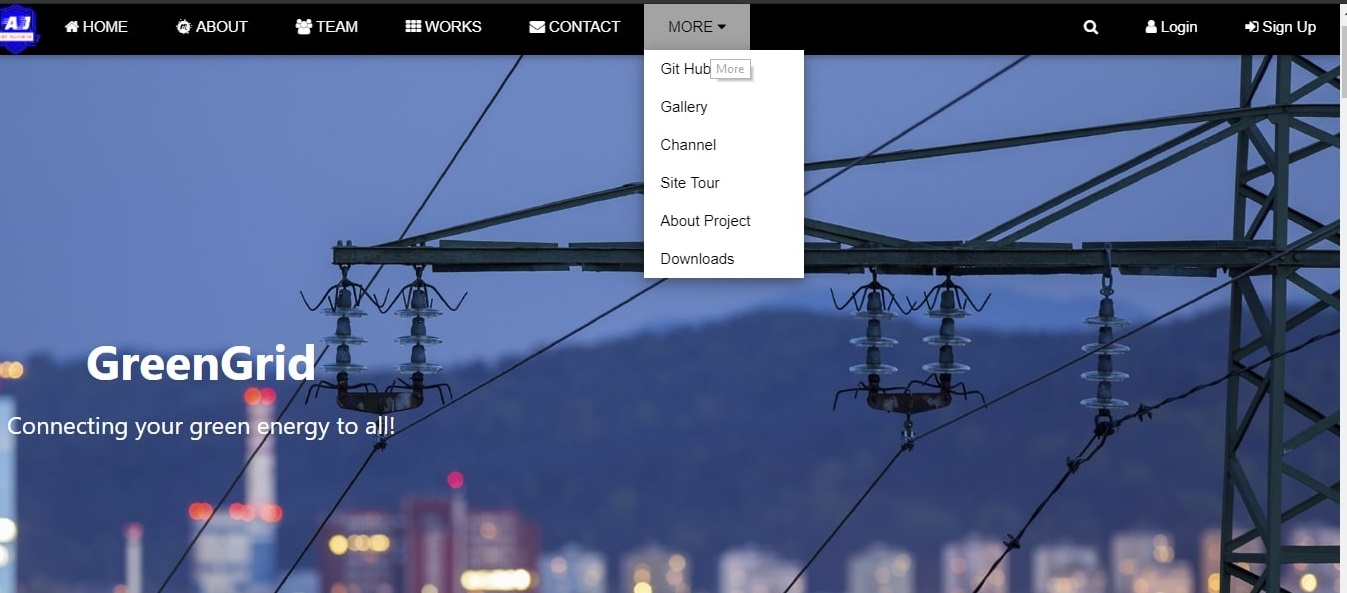 AJ
HOME
ABOUT
TEAM
WORKS
CONTACT
MORE
Login
Sign Up
Git Hub
More
Gallery
Channel
Site Tour
About Project
Downloads
GreenGrid
Connecting your green energy to all!